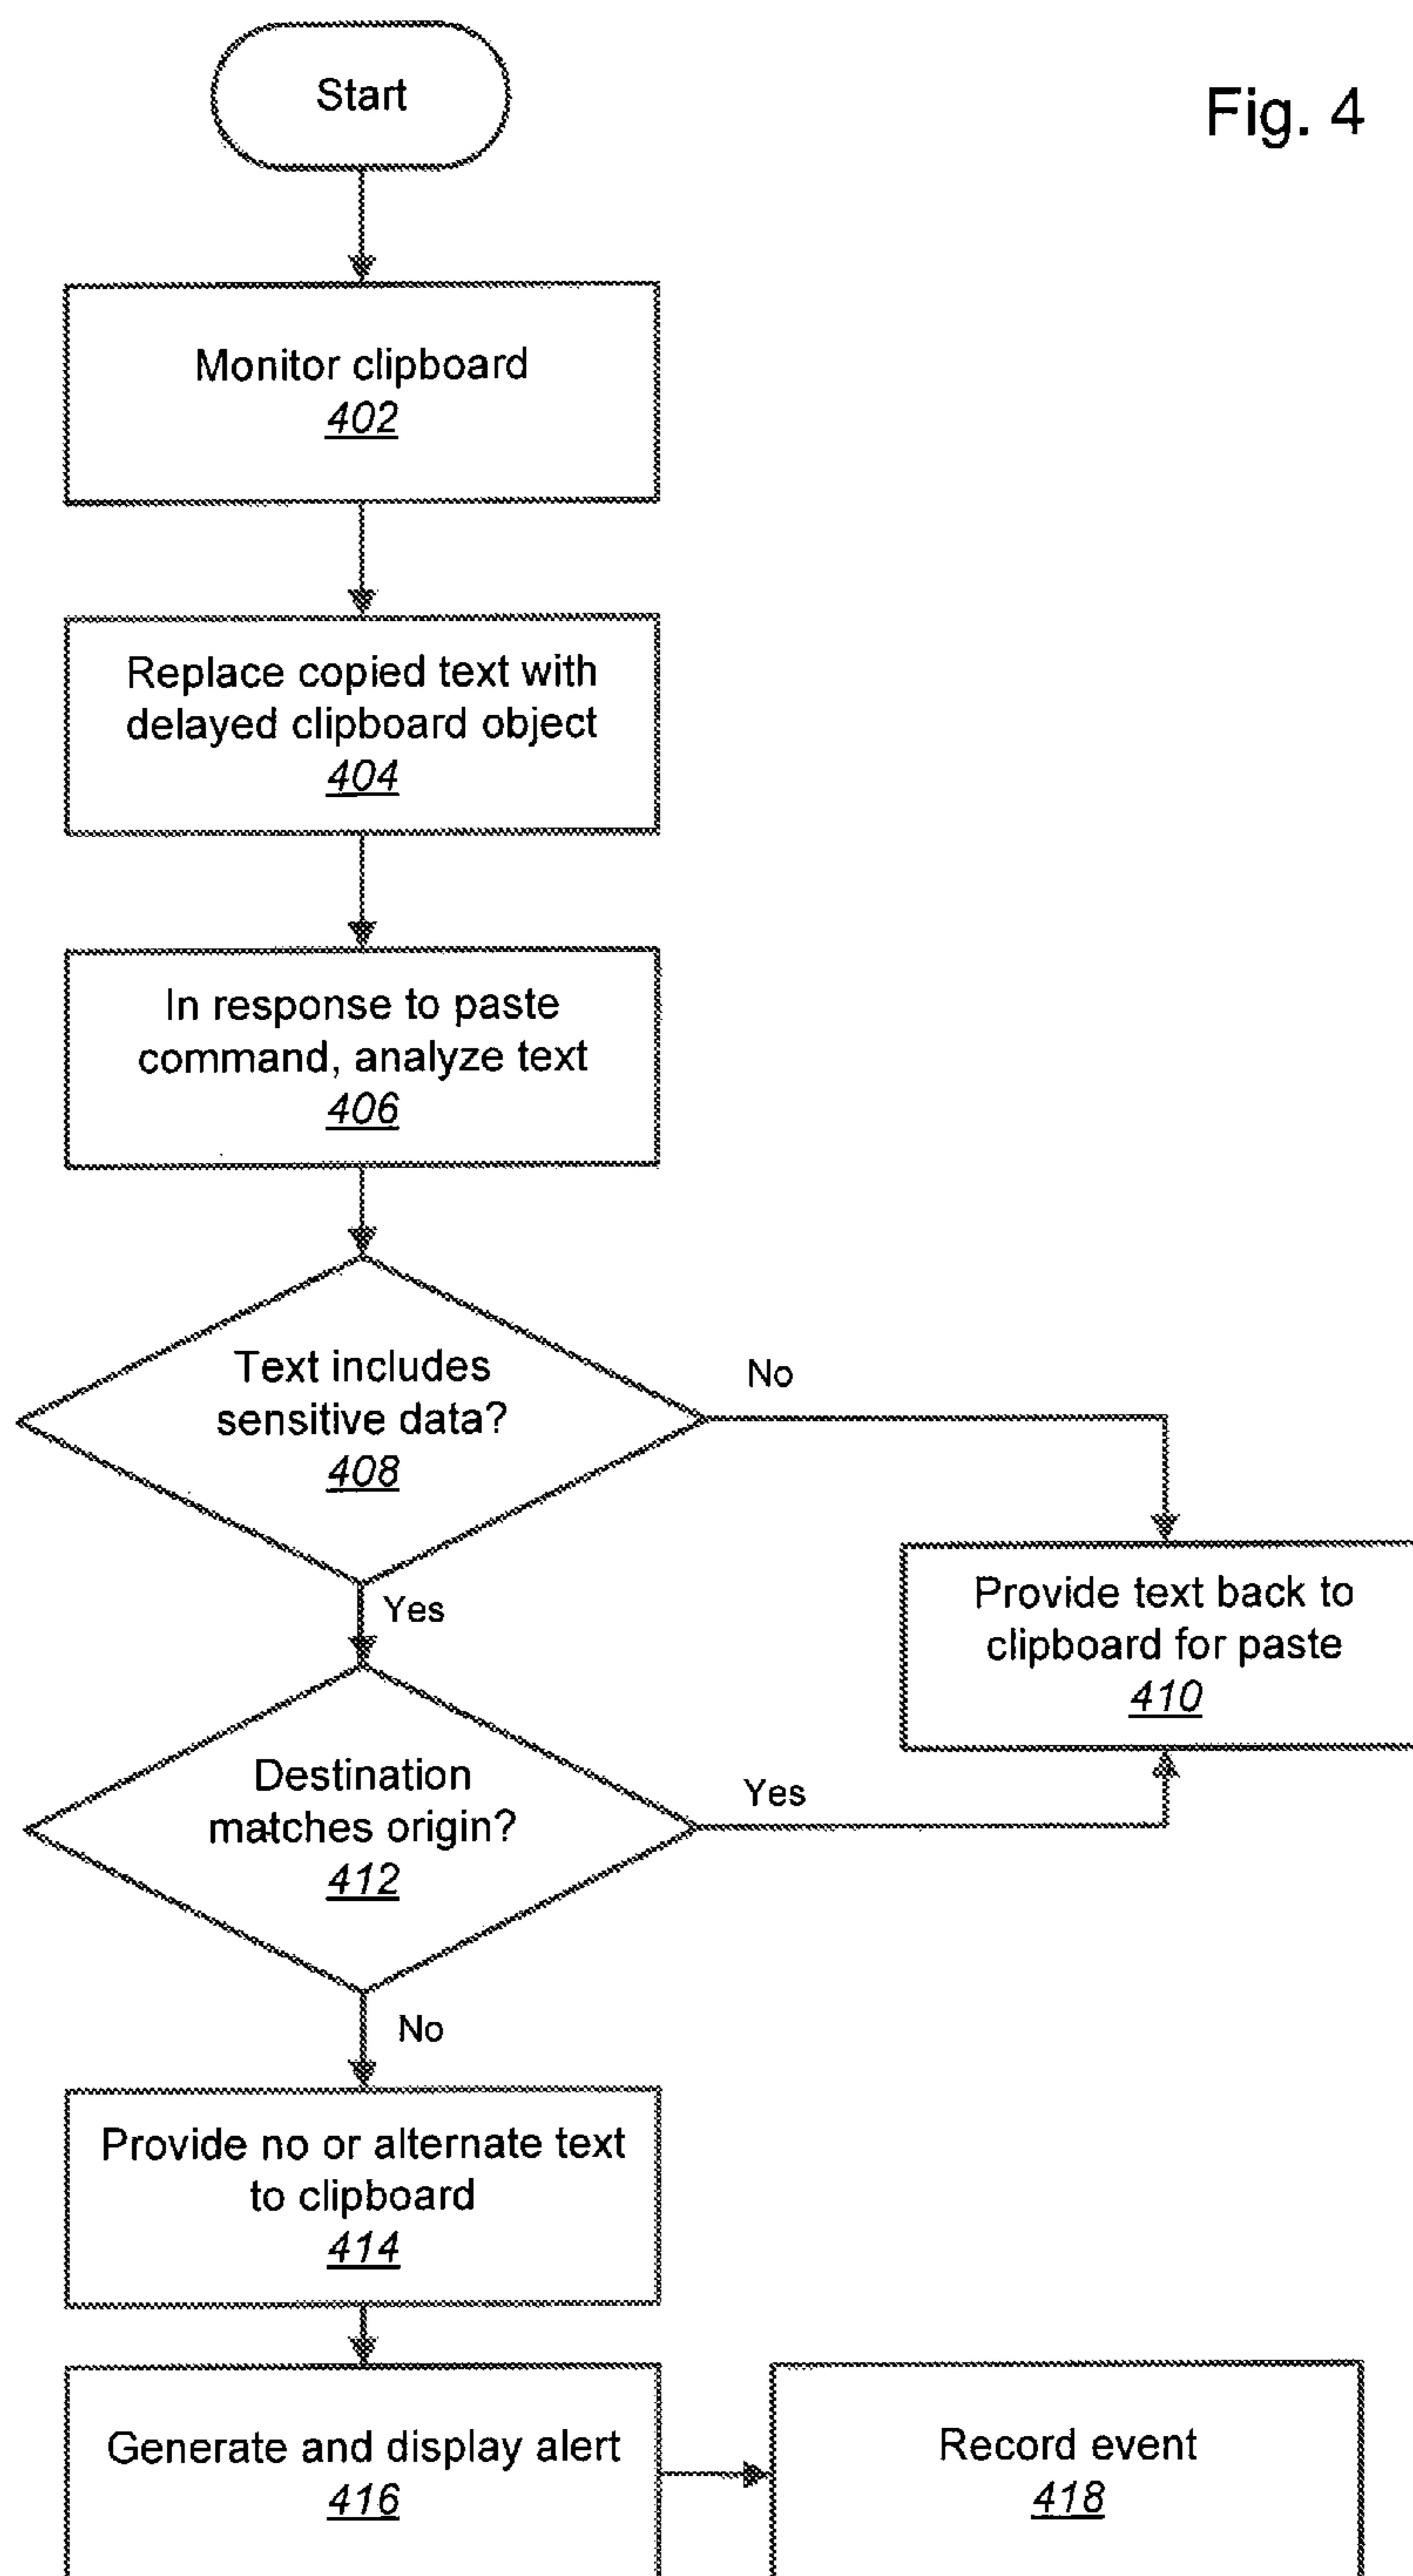 Start
Fig. 4
Monitor clipboard
402
Replace copied text with
delayed clipboard object
404
In response to paste
command, analyze text
406
Text includes
sensitive data?
408
No
Yes
Provide text back to
clipboard for paste
410
Destination
matches origin?
412
Yes
No
Provide no or alternate text
to clipboard
414
Generate and display alert
416
Record event
418